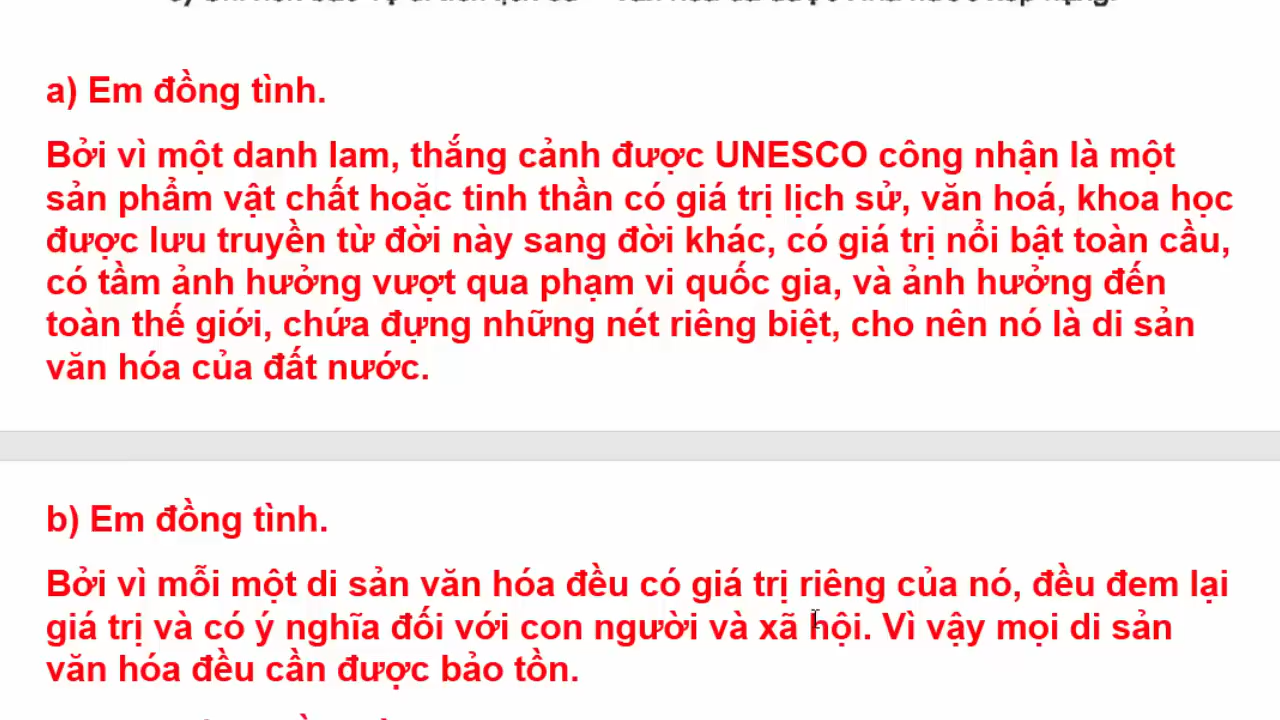 a) Em đồng tình.
Bởi vì một danh lam, thắng cảnh được UNESCO công nhận là một
sản phẩm vật chất hoặc tinh thần có giá trị lịch sử, văn hoá, khoa học
được lưu truyền từ đời này sang đời khác, có giá trị nổi bật toàn cầu,
có tầm ảnh hưởng vượt qua phạm vi quốc gia, và ảnh hưởng đến
toàn thế giới, chứa đựng những nét riêng biệt, cho nên nó là di sản
văn hóa của đất nước.
b) Em đồng tình.
Bởi vì mỗi một di sản văn hóa đều có giá trị riêng của nó, đều đem lại
giá trị và có ý nghĩa đối với con người và xã hội. Vì vậy mọi di sản
văn hóa đều cần được bảo tồn.